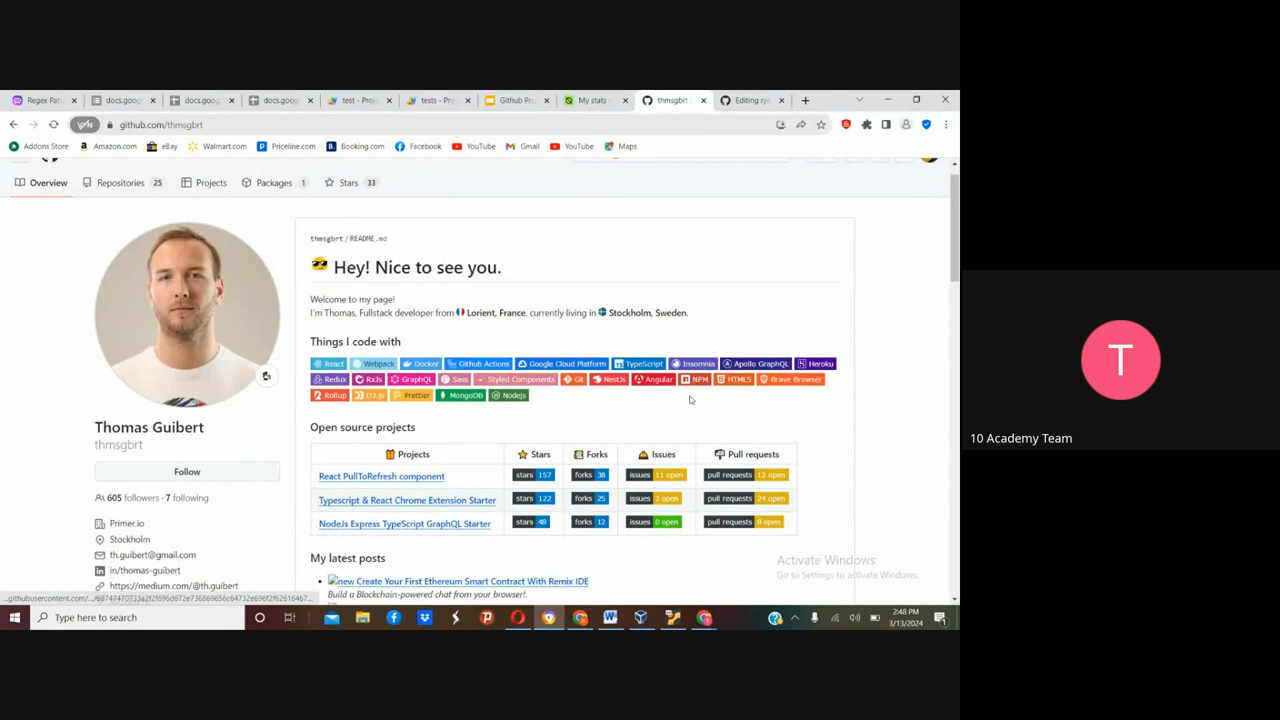 docs.goog
docs.goog
docs.goog
test - Proj
tests - Proj
Github Pro
My stats -
thmsgbrt
github.com/thmsgbrt
Addons Store
Amazon.com
eBay
Walmart.com
Priceline.com
Booking.com
Facebook
YouTube
Gmail
YouTube
Maps
Overview
Repositories 25
Projects
Packages 1
Stars 33
thmsgbrt / README.md
Hey! Nice to see you.
Welcome to my page!
I'm Thomas, Fullstack developer from Lorient, France, currently living in Stockholm, Sweden.
Things I code with
React Webpack Docker Github Actions Google Cloud Platform TypeScript Insomnia Apollo GraphQL Heroku
Redux RxJs GraphQL Sass Styled Components Git NestJs Angular NPM HTML5 Brave Browser
Rollup D3.js Prettier MongoDB Nodejs
Open source projects
Projects Stars Forks Issues Pull requests
React PullToRefresh component stars 157 forks 38 issues 11 open pull requests 12 open
Typescript & React Chrome Extension Starter stars 122 forks 25 issues 3 open pull requests 24 open
NodeJs Express TypeScript GraphQL Starter stars 48 forks 12 issues 0 open pull requests 8 open
My latest posts
new Create Your First Ethereum Smart Contract With Remix IDE
Build a Blockchain-powered chat from your browser!.
Thomas Guibert
thmsgbrt
Follow
605 followers · 7 following
Primer.io
Stockholm
th.guibert@gmail.com
in/thomas-guibert
https://medium.com/@th.guibert
Activate Windows
Go to Settings to activate Windows.
Type here to search
2:48 PM
3/13/2024
T
10 Academy Team